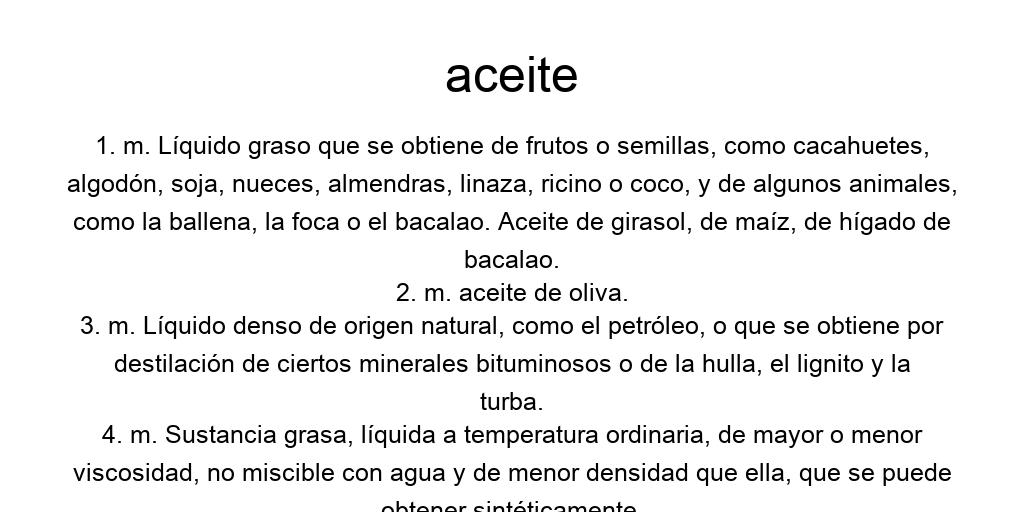 aceite
1. m. Líquido graso que se obtiene de frutos o semillas, como cacahuetes,
algodón, soja, nueces, almendras, linaza, ricino o coco, y de algunos animales,
como la ballena, la foca o el bacalao. Aceite de girasol, de maíz, de hígado de
bacalao.
2. m. aceite de oliva.
3. m. Líquido denso de origen natural, como el petróleo, o que se obtiene por
destilación de ciertos minerales bituminosos o de la hulla, el lignito y la
turba.
4. m. Sustancia grasa, líquida a temperatura ordinaria, de mayor o menor
viscosidad, no miscible con agua y de menor densidad que ella, que se puede
obtener sintéticamente.